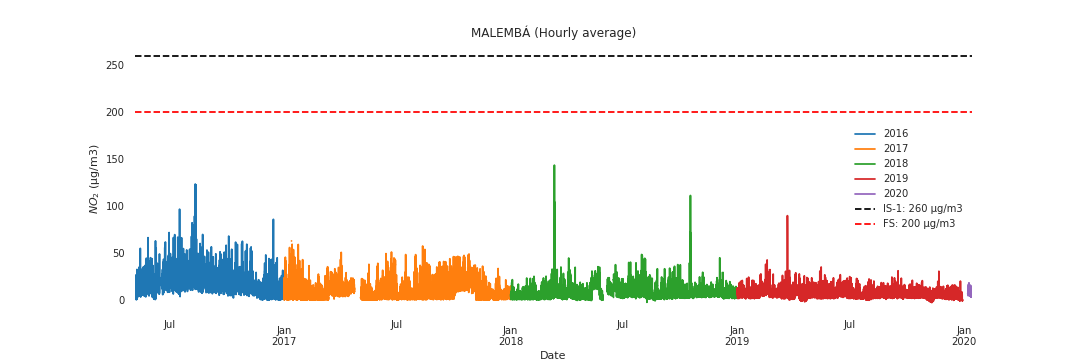 MALEMBÁ (Hourly average)
250
200
150
100
50
0
NO2 (µg/m3)
2016
2017
2018
2019
2020
IS-1: 260 µg/m3
FS: 200 µg/m3
Jul
Jan
2017
Jul
Jan
2018
Jul
Jan
2019
Jul
Jan
2020
Date